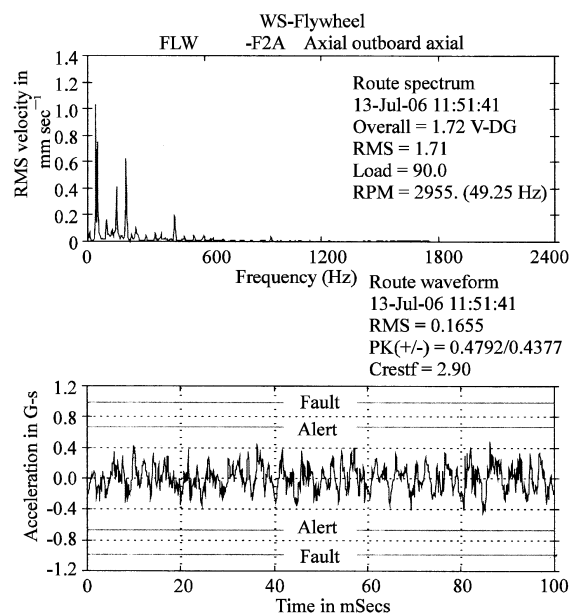 WS-Flywheel
FLW -F2A Axial outboard axial
RMS velocity in
mm sec⁻¹
1.4
1.2
1.0
0.8
0.6
0.4
0.2
0
Route spectrum
13-Jul-06 11:51:41
Overall = 1.72 V-DG
RMS = 1.71
Load = 90.0
RPM = 2955. (49.25 Hz)
0 600 1200 1800 2400
Frequency (Hz)
Route waveform
13-Jul-06 11:51:41
RMS = 0.1655
PK(+/-) = 0.4792/0.4377
Crestf = 2.90
Acceleration in G-s
1.2
0.8
0.4
0.0
-0.4
-0.8
-1.2
Fault
Alert
Alert
Fault
0 20 40 60 80 100
Time in mSecs